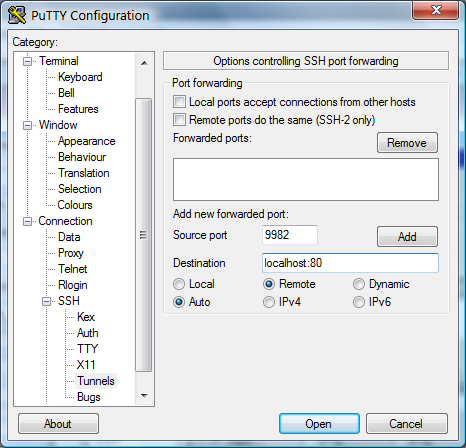 PuTTY Configuration
Category:
Terminal
Keyboard
Bell
Features
Window
Appearance
Behaviour
Translation
Selection
Colours
Connection
Data
Proxy
Telnet
Rlogin
SSH
Kex
Auth
TTY
X11
Tunnels
Bugs
Options controlling SSH port forwarding
Port forwarding
Local ports accept connections from other hosts
Remote ports do the same (SSH-2 only)
Forwarded ports:
Remove
Add new forwarded port:
Source port 9982 Add
Destination localhost:80
Local Remote Dynamic
Auto IPv4 IPv6
About Open Cancel